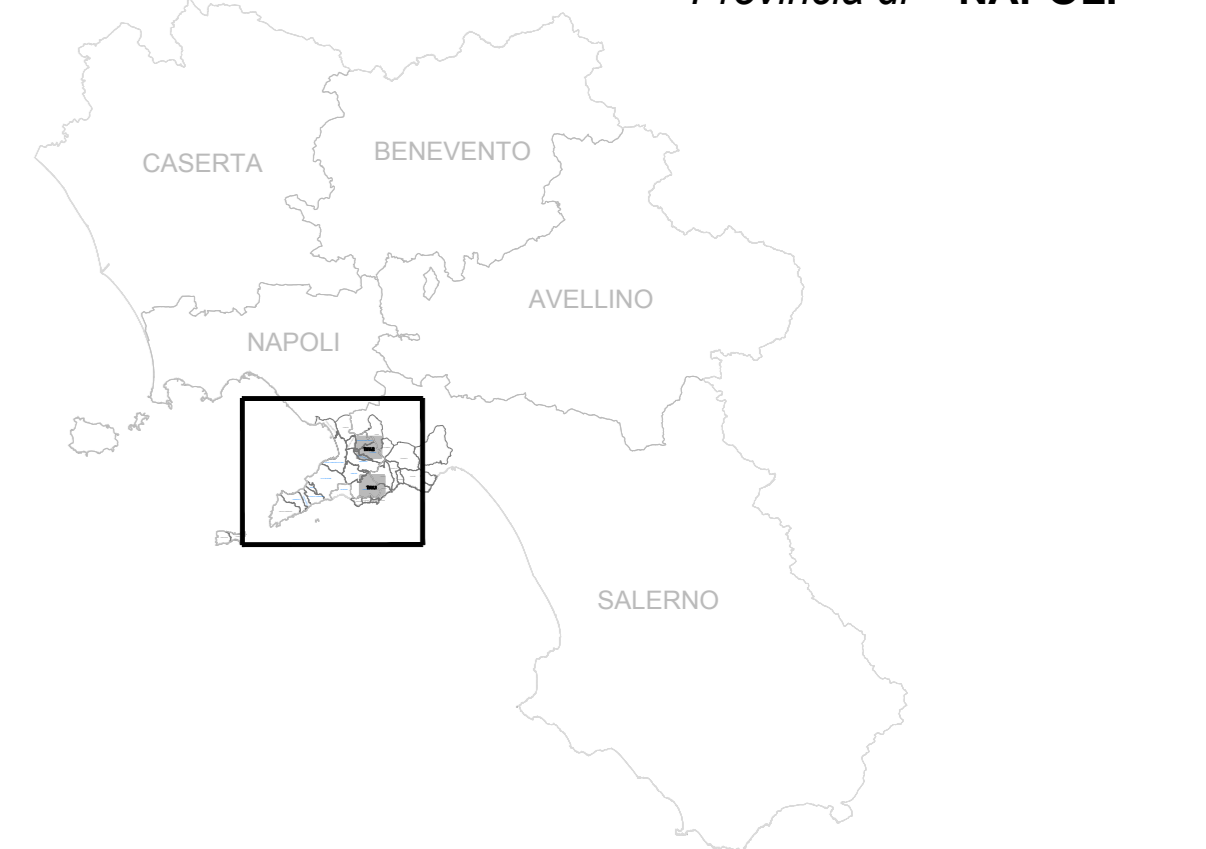 Provincia di NAPOLI
BENEVENTO
CASERTA
AVELLINO
NAPOLI
SALERNO